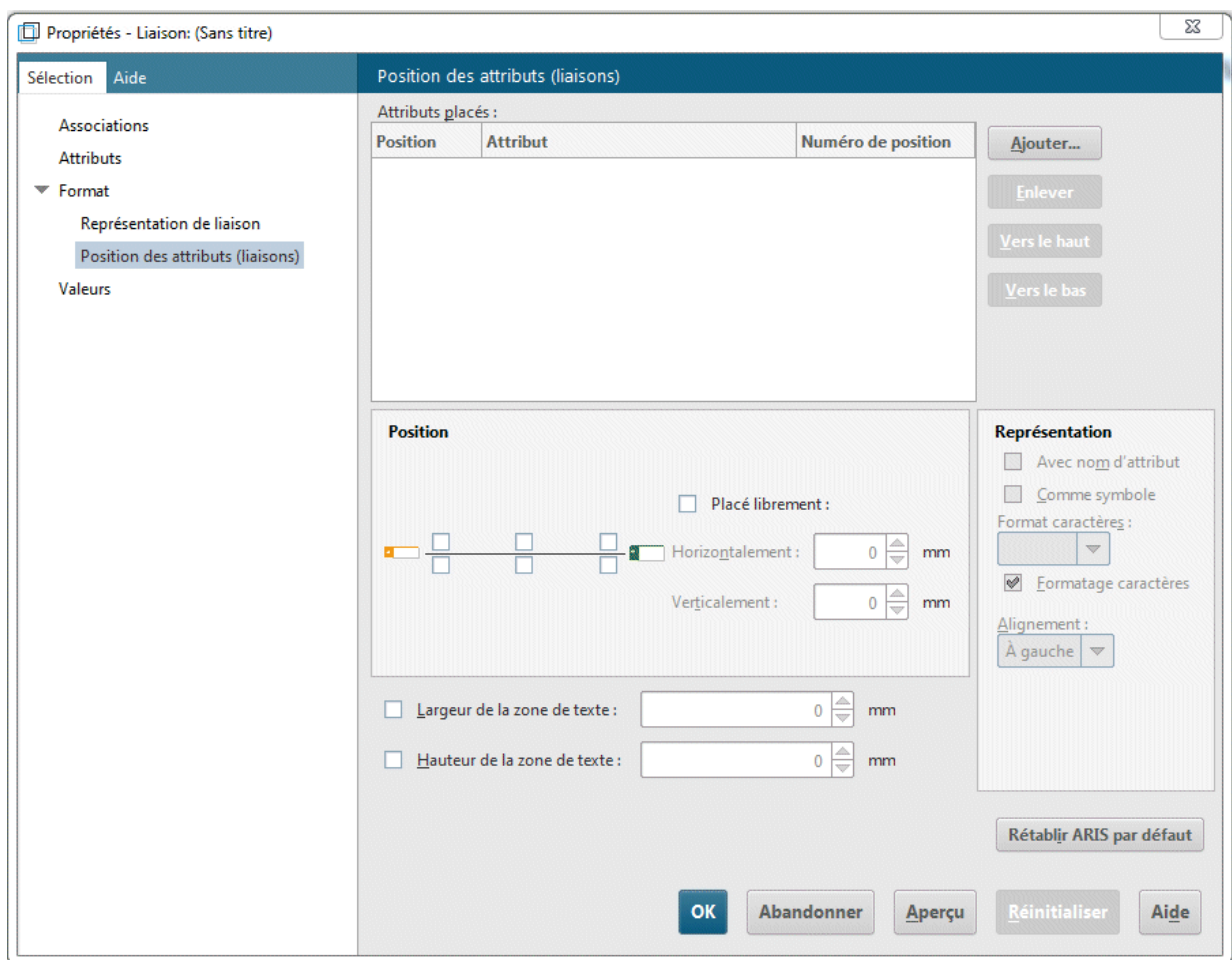 Propriétés - Liaison: (Sans titre)
Sélection Aide
Position des attributs (liaisons)
Associations
Attributs
Format
Représentation de liaison
Position des attributs (liaisons)
Valeurs
Attributs placés :
Position Attribut Numéro de position
Ajouter...
Enlever
Vers le haut
Vers le bas
Position
Placé librement :
Horizontalement : 0 mm
Verticalement : 0 mm
Représentation
Avec nom d'attribut
Comme symbole
Format caractères :
Formatage caractères
Alignement :
À gauche
Largeur de la zone de texte : 0 mm
Hauteur de la zone de texte : 0 mm
Rétablir ARIS par défaut
OK Abandonner Aperçu Réinitialiser Aide